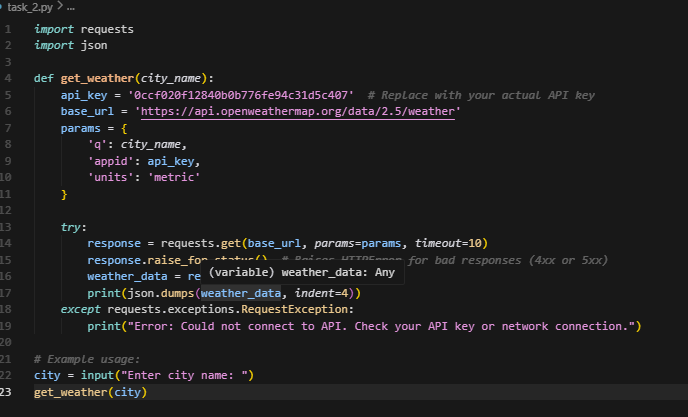 task_2.py > ...
1 import requests
2 import json
3
4 def get_weather(city_name):
5 api_key = '0ccf020f12840b0b776fe94c31d5c407' # Replace with your actual API key
6 base_url = 'https://api.openweathermap.org/data/2.5/weather'
7 params = {
8 'q': city_name,
9 'appid': api_key,
10 'units': 'metric'
11 }
12
13 try:
14 response = requests.get(base_url, params=params, timeout=10)
15 response.raise_for_status() # Raises HTTPError for bad responses (4xx or 5xx)
(variable) weather_data: Any
16 weather_data = re
17 print(json.dumps(weather_data, indent=4))
18 except requests.exceptions.RequestException:
19 print("Error: Could not connect to API. Check your API key or network connection.")
20
21 # Example usage:
22 city = input("Enter city name: ")
23 get_weather(city)